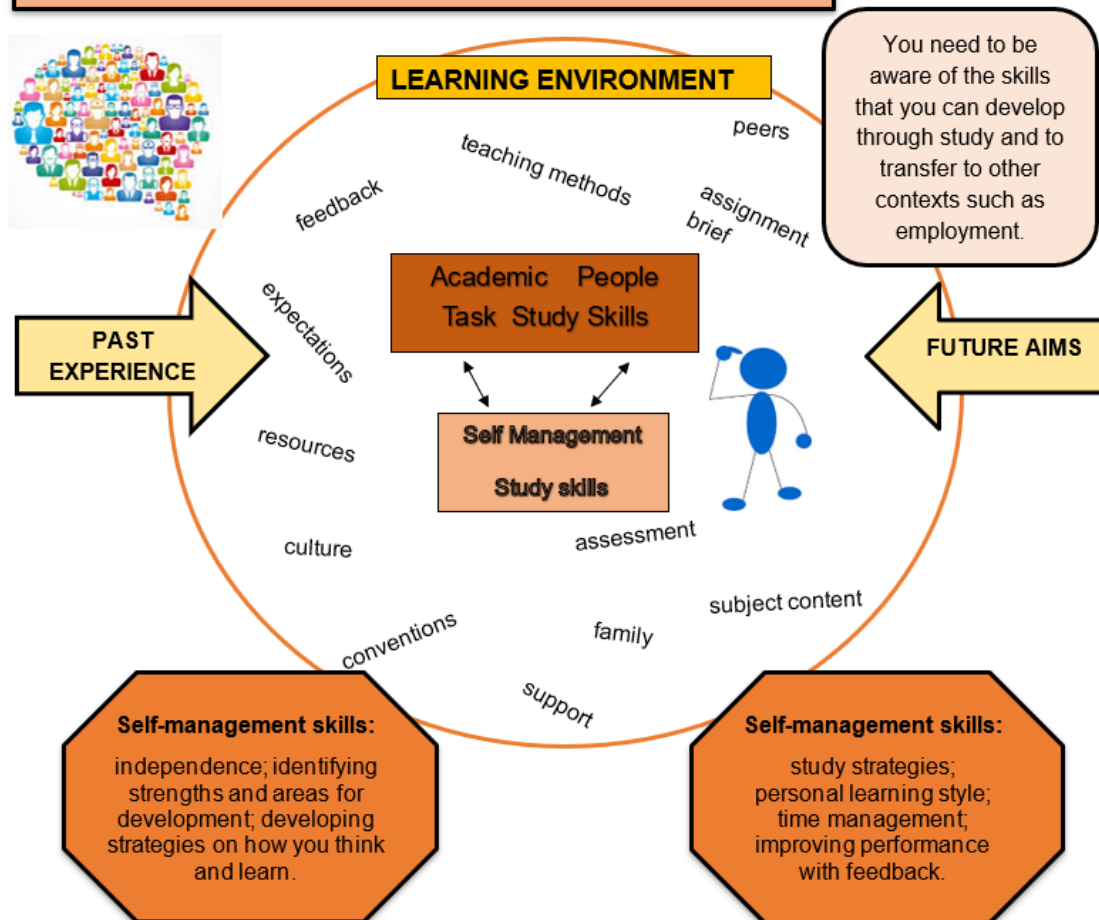 LEARNING ENVIRONMENT
You need to be
aware of the skills
that you can develop
through study and to
transfer to other
contexts such as
employment.
peers
teaching methods
assignment
brief
feedback
Academic People
Task Study Skills
expectations
PAST
EXPERIENCE
FUTURE AIMS
Self Management
Study skills
resources
culture
assessment
subject content
conventions
family
support
Self-management skills:
independence; identifying
strengths and areas for
development; developing
strategies on how you think
and learn.
Self-management skills:
study strategies;
personal learning style;
time management;
improving performance
with feedback.